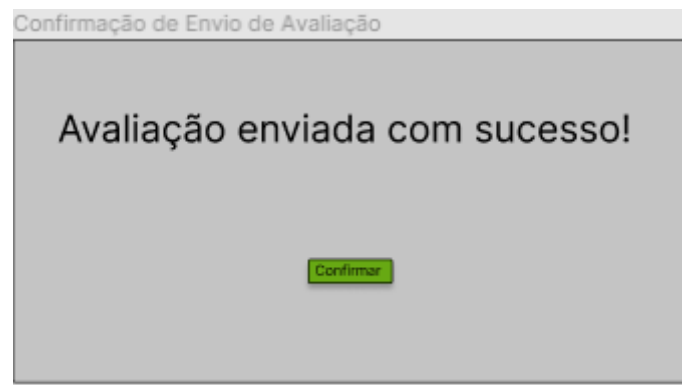 Confirmação de Envio de Avaliação
Avaliação enviada com sucesso!
Confirmar